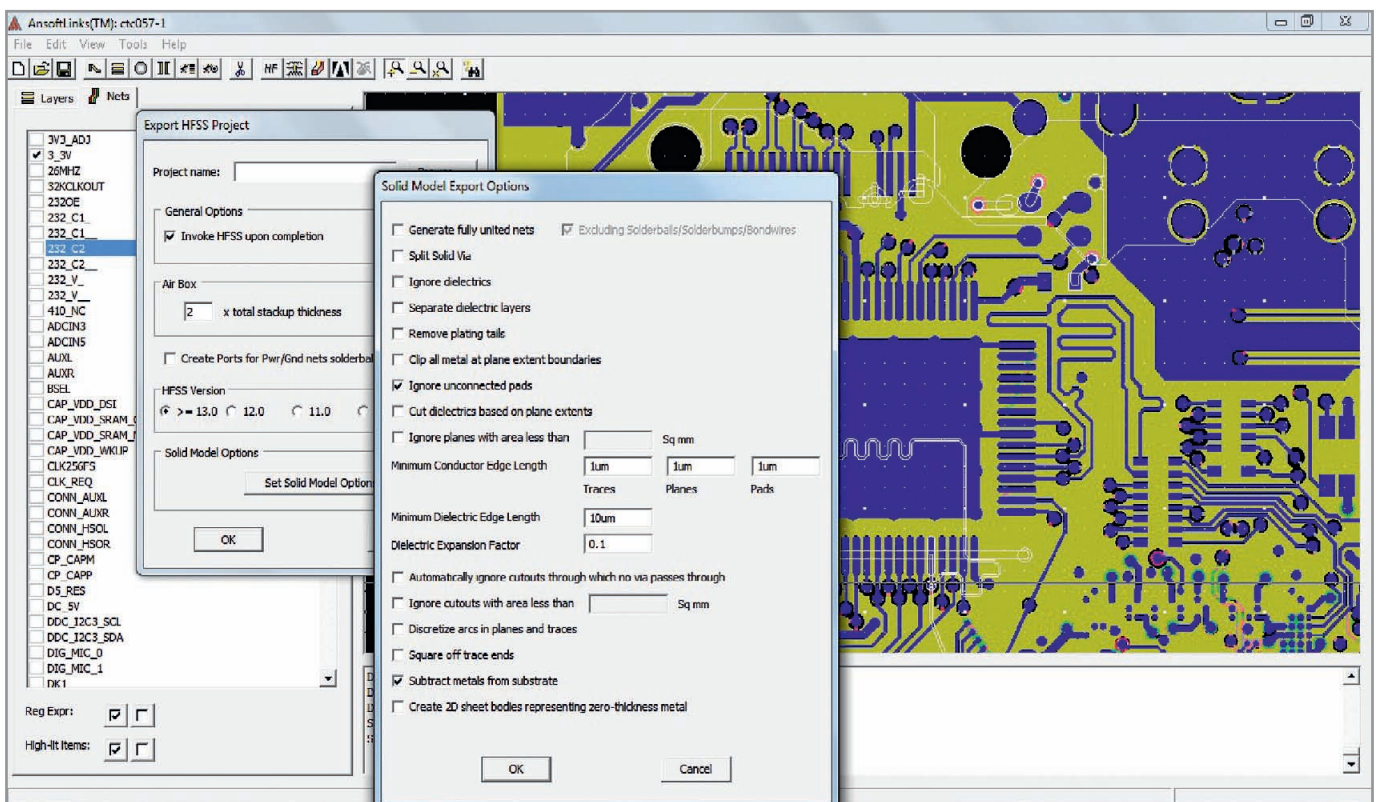 AnsoftLinks(TM): ctc057-1
File Edit View Tools Help
HF
Layers Nets
3V3_ADJ
3_3V
26MHZ
32KCLKOUT
232OE
232_C1_
232_C1__
232_C2_
232_C2__
232_V_
232_V__
410_NC
ADCIN3
ADCIN5
AUXL
AUXR
BSEL
CAP_VDD_DSI
CAP_VDD_SRAM_
CAP_VDD_SRAM_
CAP_VDD_WKUP
CLK256FS
CLK_REQ
CONN_AUXL
CONN_AUXR
CONN_HSOL
CONN_HSOR
CP_CAPM
CP_CAPP
D5_RES
DC_5V
DDC_I2C3_SCL
DDC_I2C3_SDA
DIG_MIC_0
DIG_MIC_1
DK1
Reg Expr:
High-lit Items:
Export HFSS Project
Project name:
General Options
Invoke HFSS upon completion
Air Box
2 x total stackup thickness
Create Ports for Pwr/Gnd nets solderbal
HFSS Version
>= 13.0 12.0 11.0
Solid Model Options
Set Solid Model Options
OK
Solid Model Export Options
Generate fully united nets Excluding Solderballs/Solderbumps/Bondwires
Split Solid Via
Ignore dielectrics
Separate dielectric layers
Remove plating tails
Clip all metal at plane extent boundaries
Ignore unconnected pads
Cut dielectrics based on plane extents
Ignore planes with area less than Sq mm
Minimum Conductor Edge Length 1um 1um 1um
Traces Planes Pads
Minimum Dielectric Edge Length 10um
Dielectric Expansion Factor 0.1
Automatically ignore cutouts through which no via passes through
Ignore cutouts with area less than Sq mm
Discretize arcs in planes and traces
Square off trace ends
Subtract metals from substrate
Create 2D sheet bodies representing zero-thickness metal
OK Cancel